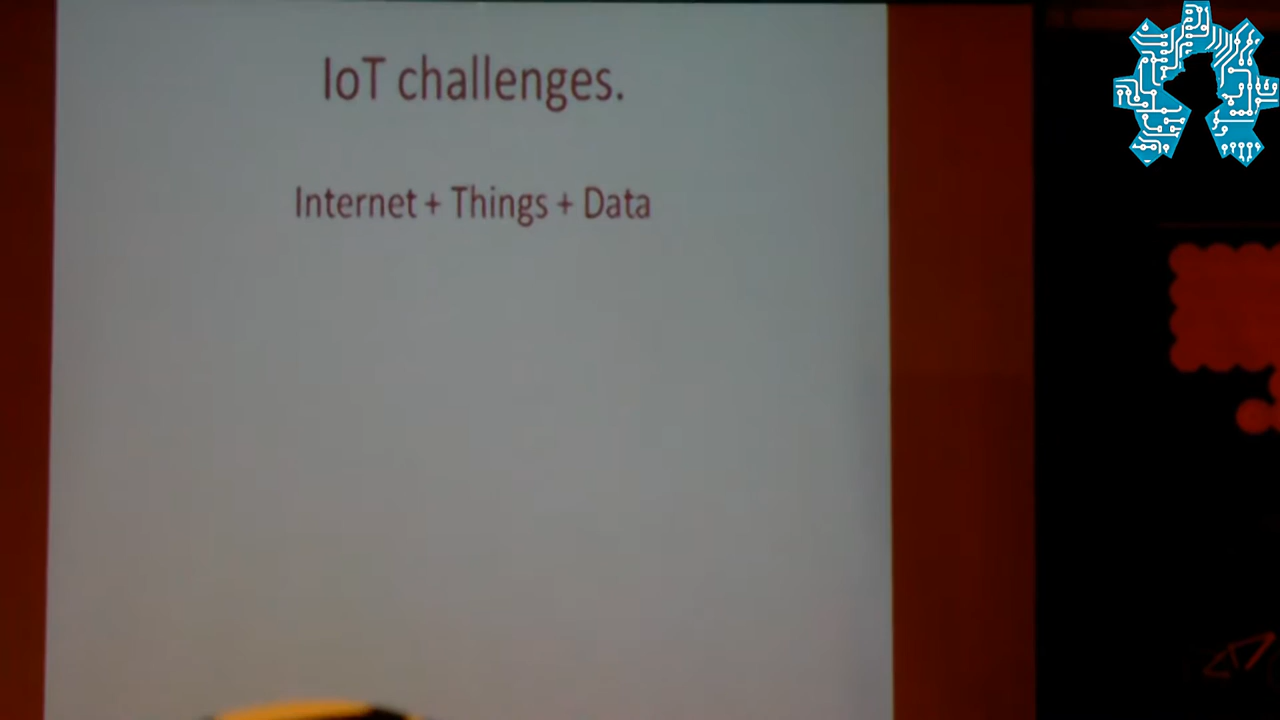 IoT challenges.
Internet + Things + Data